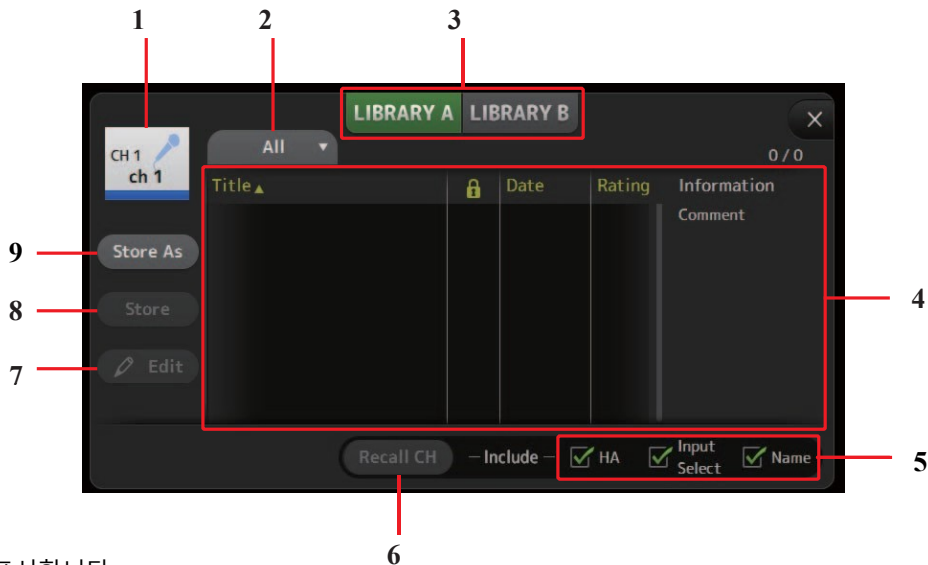 1 2 3
LIBRARY A LIBRARY B
CH 1
ch 1
All
0/0
Title Date Rating Information
Comment
9 Store As
8 Store
4
7 Edit
Recall CH Include HA Input Select Name
5
6